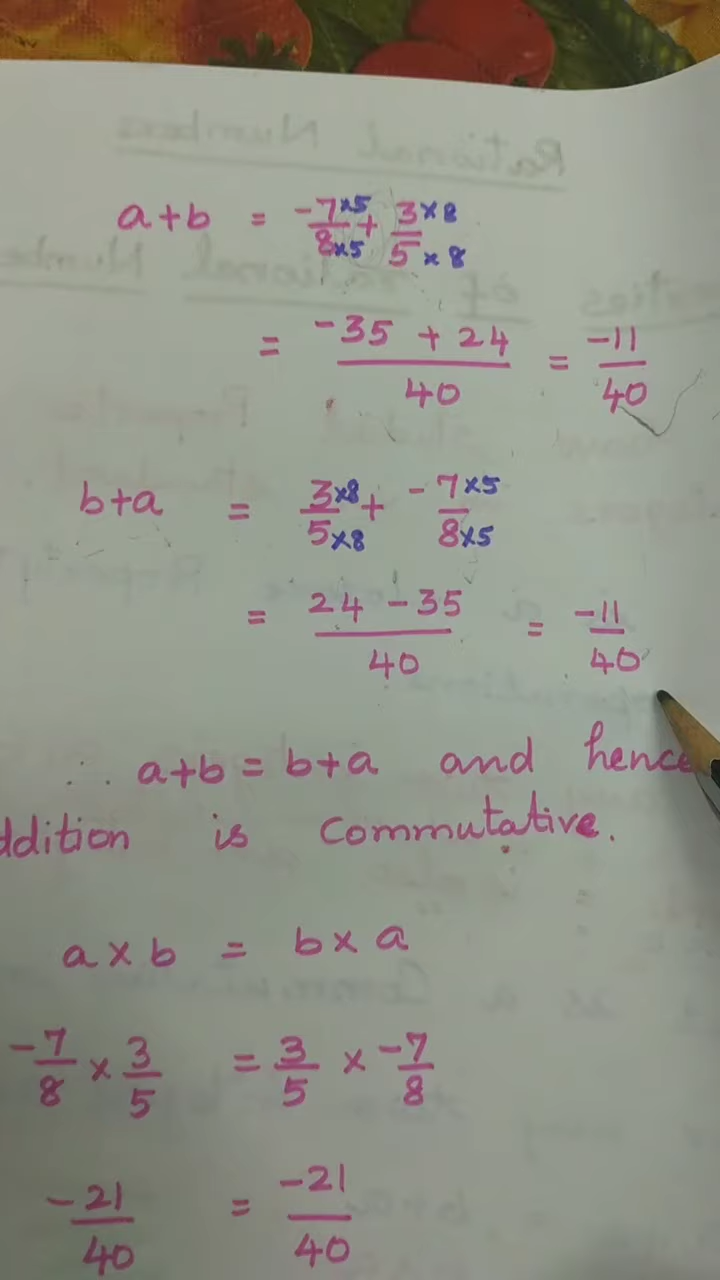 a+b = -7×5/8×5 + 3×8/5×8
= -35 + 24/40 = -11/40
b+a = 3×8/5×8 + -7×5/8×5
= 24 - 35/40 = -11/40
∴ a+b = b+a and hence
ddition is commutative.
a × b = b × a
-7/8 × 3/5 = 3/5 × -7/8
-21/40 = -21/40